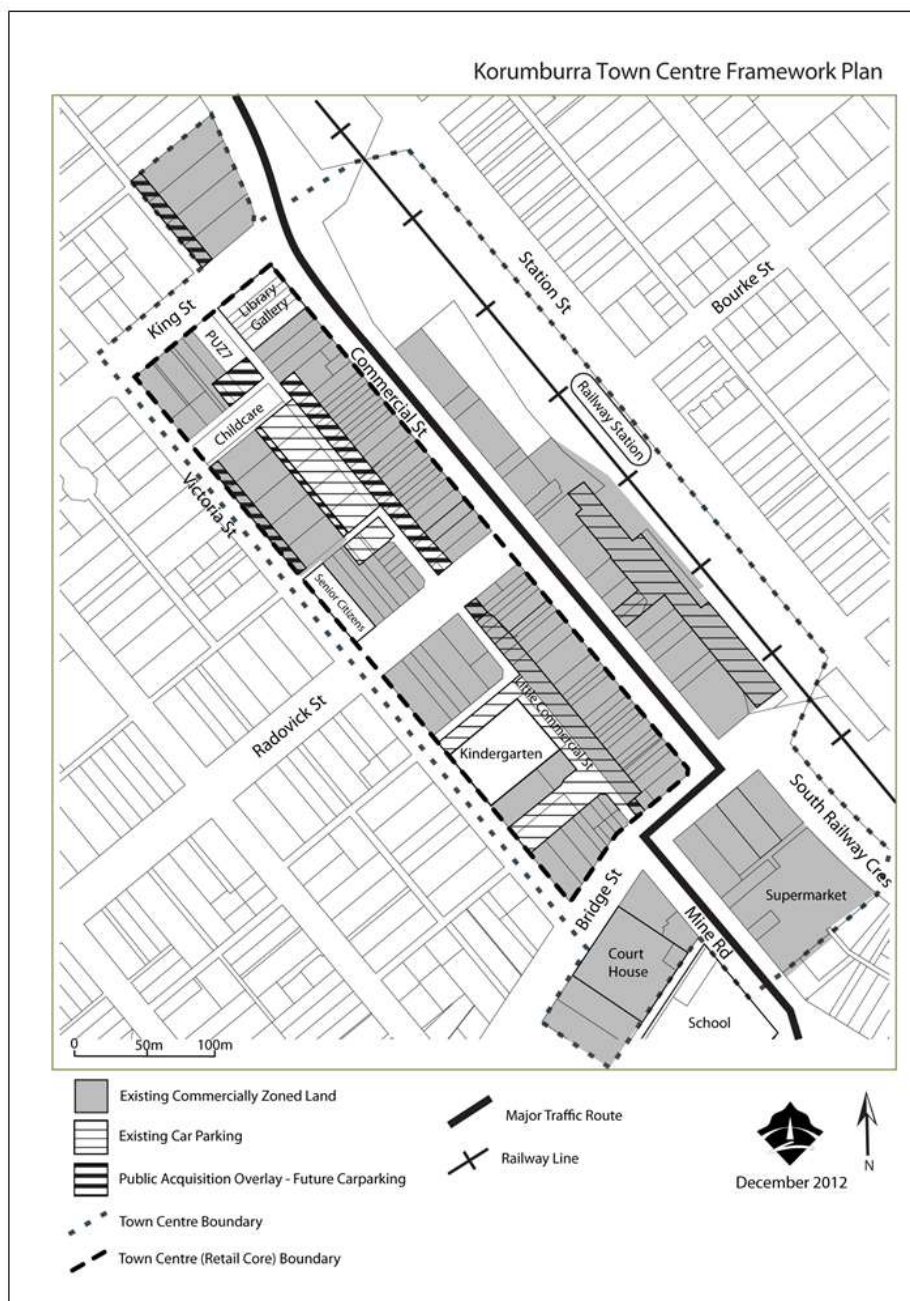 Korumburra Town Centre Framework Plan
Station St
Bourke St
King St
Library
Gallery
PUZ7
Commercial St
Railway Station
Childcare
Victoria St
Senior Citizens
Little Commercial St
Radovick St
Kindergarten
South Railway Cres
Supermarket
Bridge St
Mine Rd
Court
House
School
0 50m 100m
Existing Commercially Zoned Land
Existing Car Parking
Public Acquisition Overlay - Future Carparking
Town Centre Boundary
Town Centre (Retail Core) Boundary
Major Traffic Route
Railway Line
N
December 2012